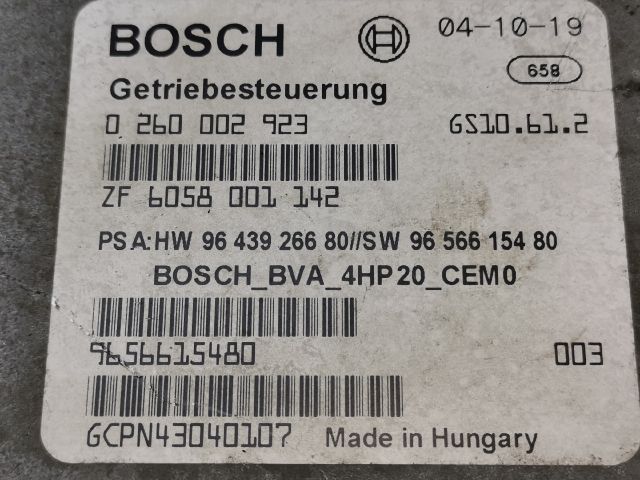 BOSCH 04-10-19
658
Getriebesteuerung
0 260 002 923 GS10.61.2
ZF 6058 001 142
PSA:HW 96 439 266 80//SW 96 566 154 80
BOSCH_BVA_4HP20_CEM0
9656615480 003
GCPN43040107 Made in Hungary